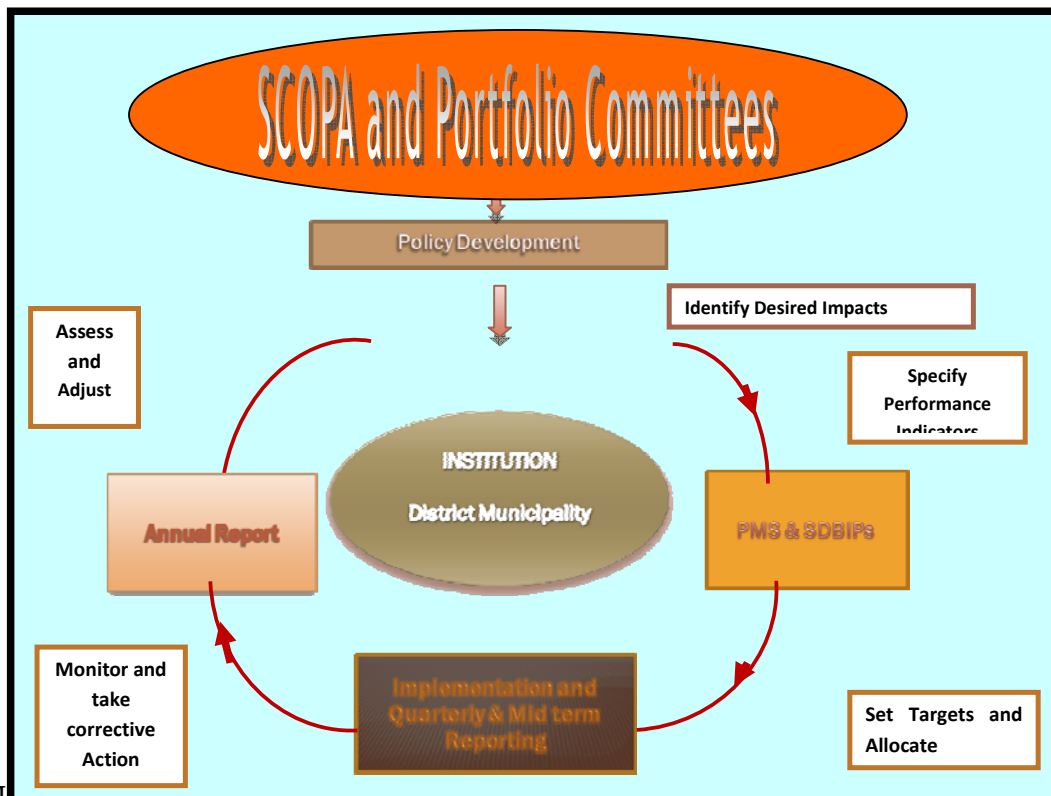 SCOPA and Portfolio Committees
Policy Development
Identify Desired Impacts
Assess
and
Adjust
Specify
Performance
Indicators
INSTITUTION
District Municipality
Annual Report
PMS & SDBIPs
Implementation and
Quarterly & Mid term
Reporting
Monitor and
take
corrective
Action
Set Targets and
Allocate